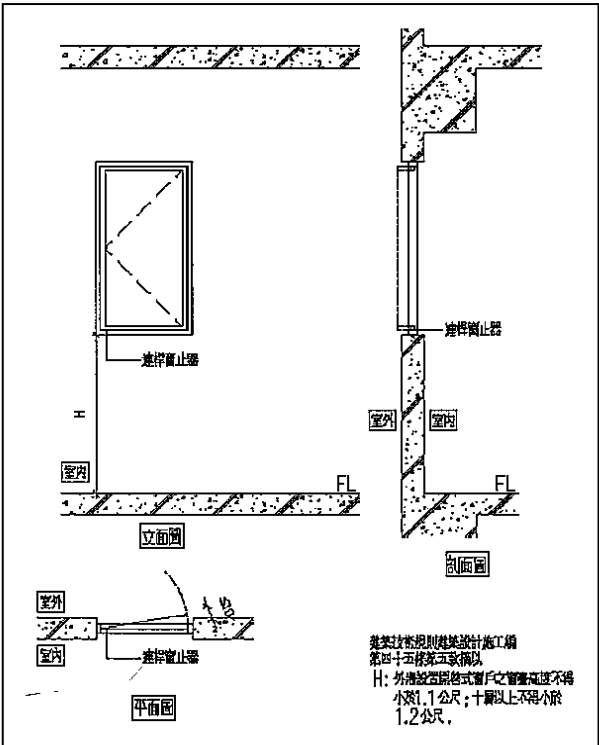 連桿窗止器
連桿窗止器
H
室外
室內
室內
FL
FL
立面圖
剖面圖
室外
室內
連桿窗止器
平面圖
建築技術規則建築設計施工編
第四十五條第五款
H: 外牆設置開啓式窗戶之窗臺高度不得
小於1.1公尺；十層以上不得小於
1.2公尺。